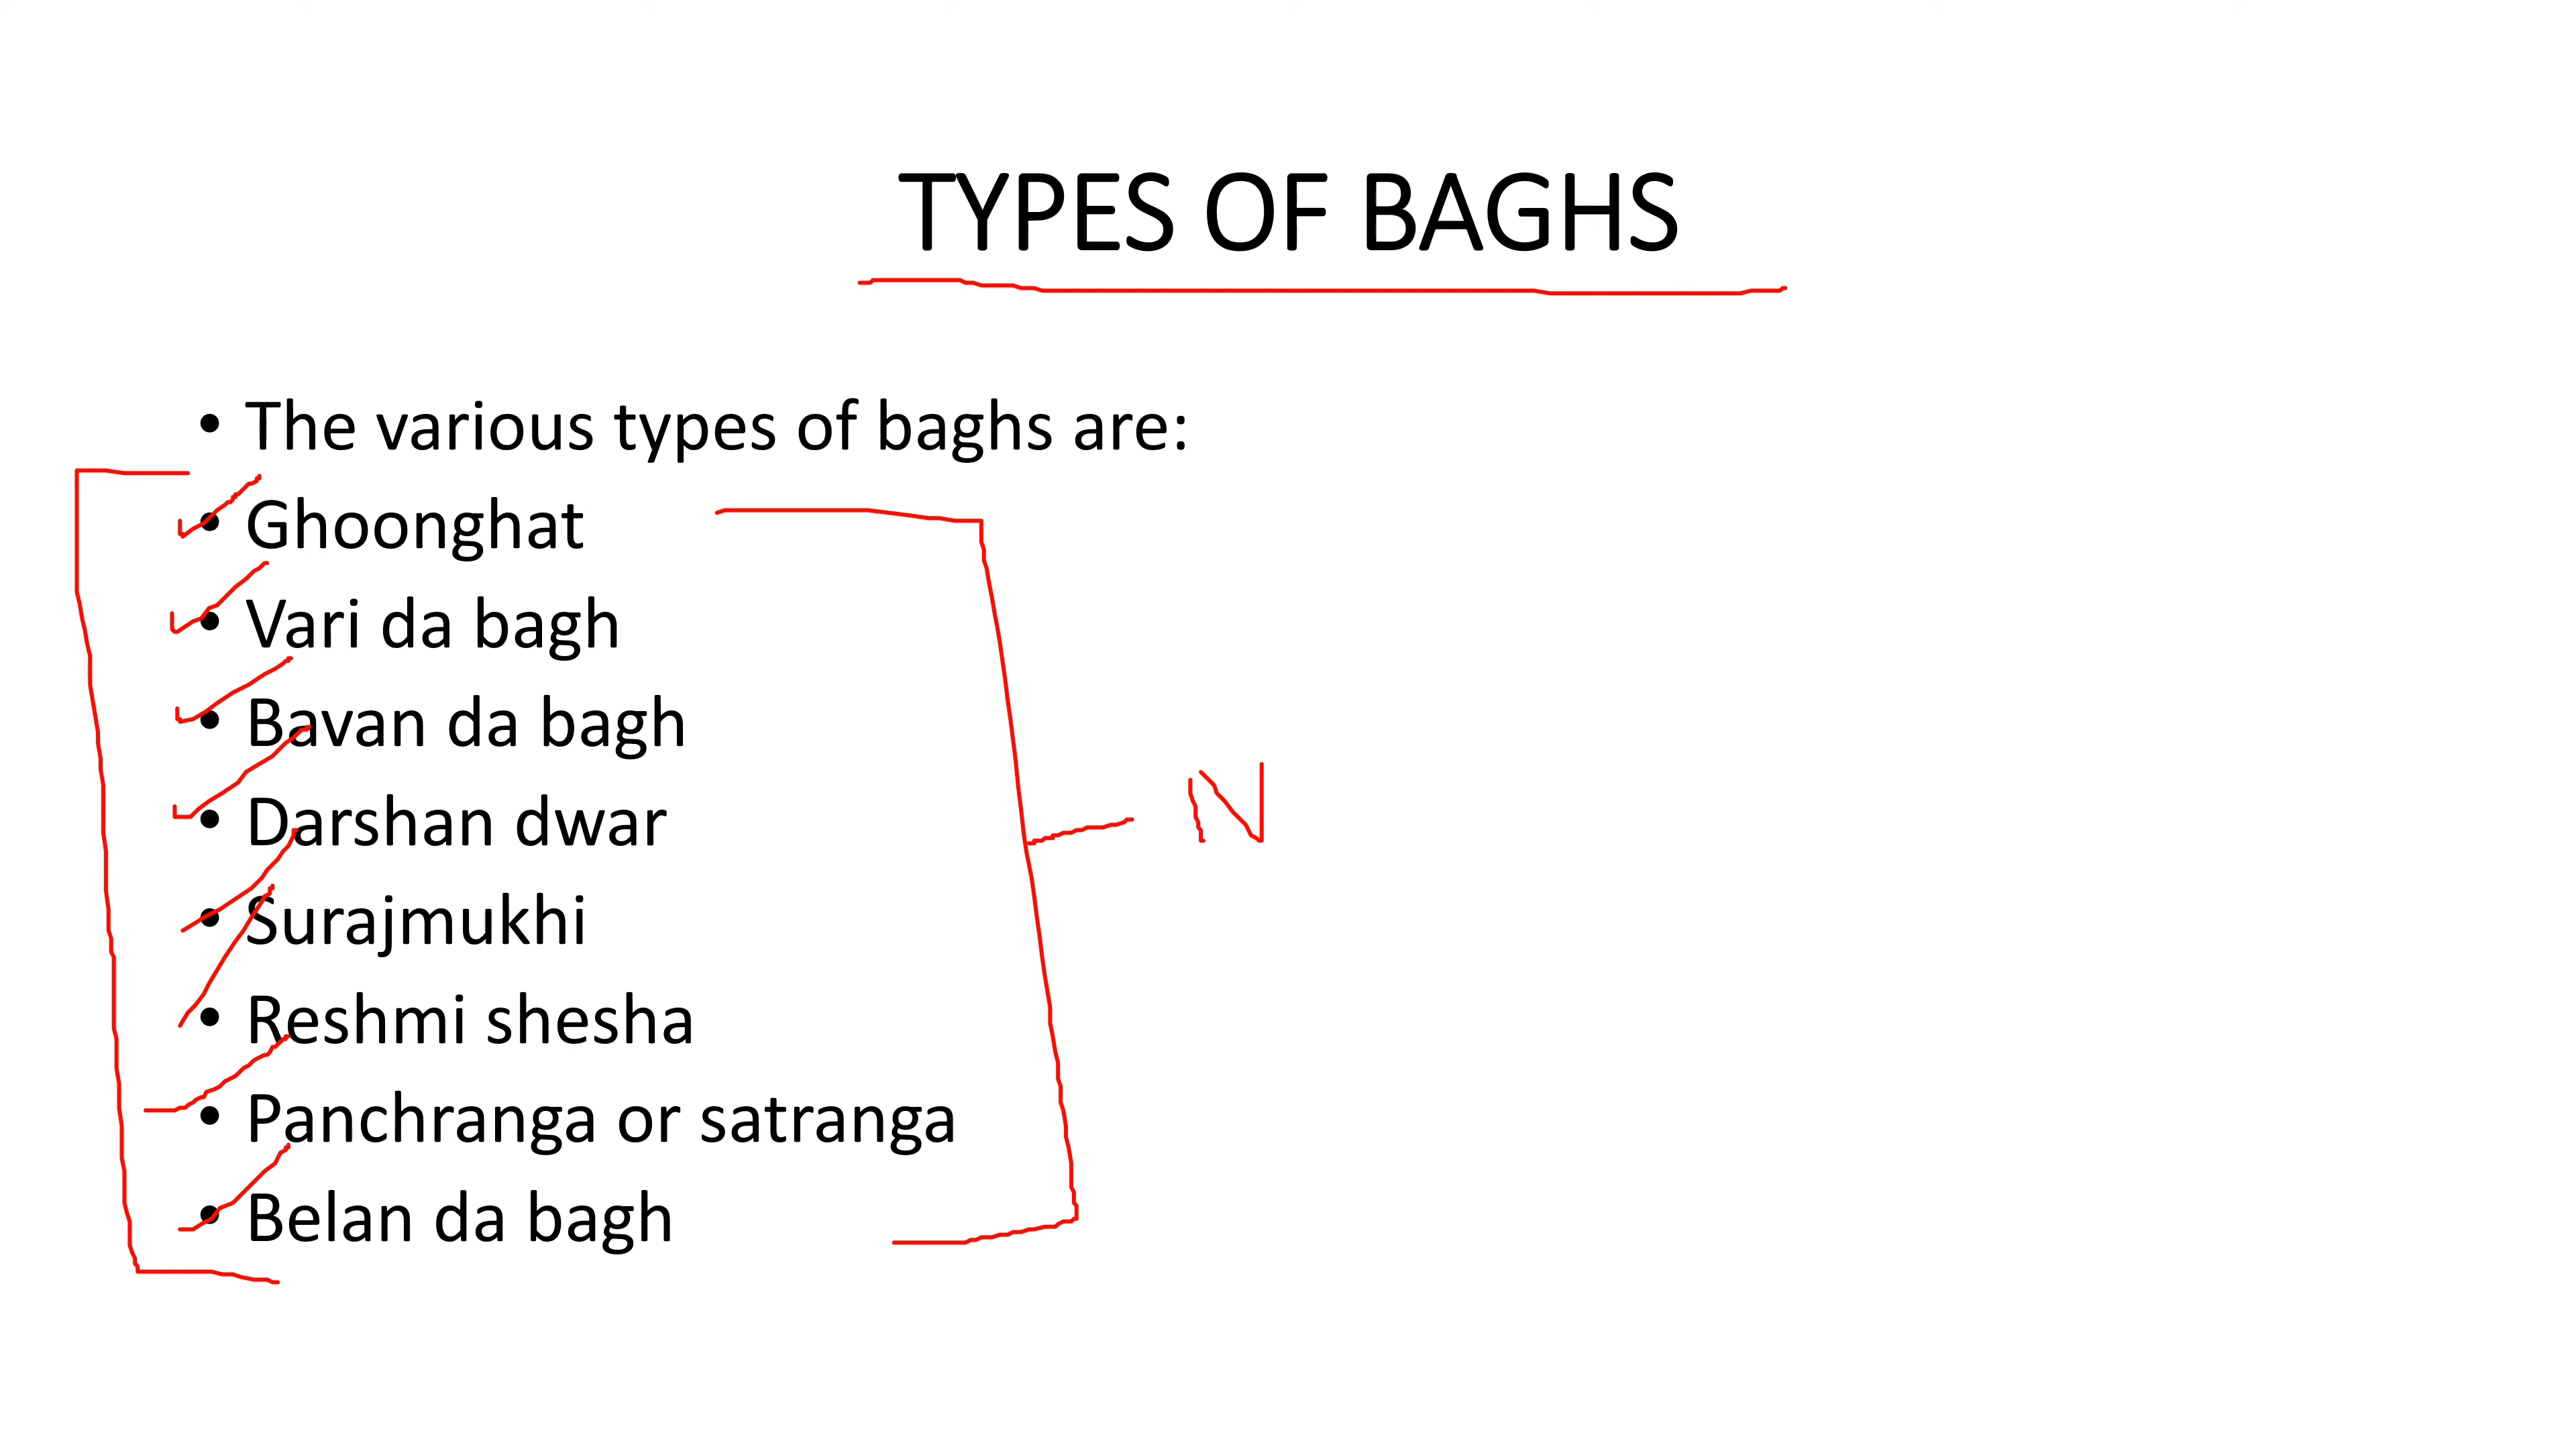 TYPES OF BAGHS
• The various types of baghs are:
• Ghoonghat
• Vari da bagh
• Bavan da bagh
• Darshan dwar
N
• Surajmukhi
• Reshmi shesha
• Panchranga or satranga
• Belan da bagh